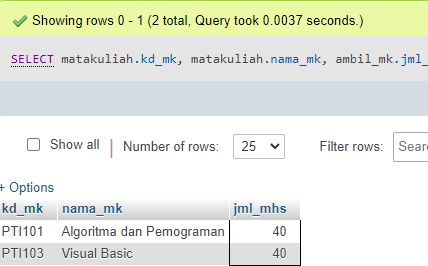 Showing rows 0 - 1 (2 total, Query took 0.0037 seconds.)
SELECT matakuliah.kd_mk, matakuliah.nama_mk, ambil_mk.jml_
Show all | Number of rows: 25 Filter rows: Sear
+ Options
kd_mk nama_mk jml_mhs
PTI101 Algoritma dan Pemograman 40
PTI103 Visual Basic 40